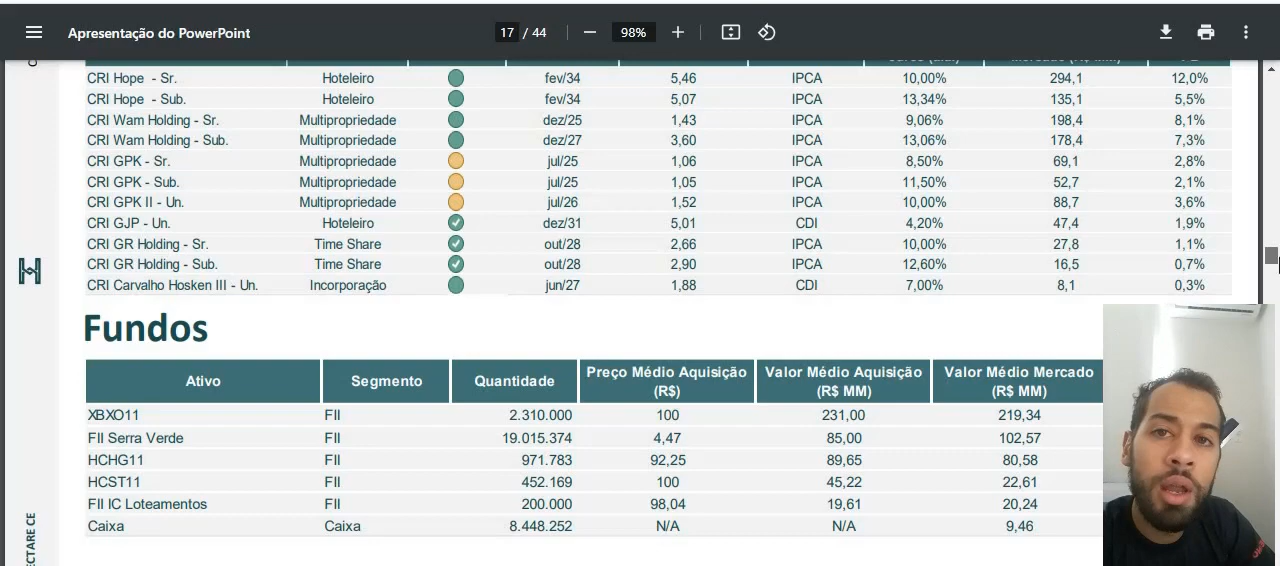 Apresentação do PowerPoint
17 / 44
98%
CRI Hope - Sr. Hoteleiro fev/34 5,46 IPCA 10,00% 294,1 12,0%
CRI Hope - Sub. Hoteleiro fev/34 5,07 IPCA 13,34% 135,1 5,5%
CRI Wam Holding - Sr. Multipropriedade dez/25 1,43 IPCA 9,06% 198,4 8,1%
CRI Wam Holding - Sub. Multipropriedade dez/27 3,60 IPCA 13,06% 178,4 7,3%
CRI GPK - Sr. Multipropriedade jul/25 1,06 IPCA 8,50% 69,1 2,8%
CRI GPK - Sub. Multipropriedade jul/25 1,05 IPCA 11,50% 52,7 2,1%
CRI GPK II - Un. Multipropriedade jul/26 1,52 IPCA 10,00% 88,7 3,6%
CRI GJP - Un. Hoteleiro dez/31 5,01 CDI 4,20% 47,4 1,9%
CRI GR Holding - Sr. Time Share out/28 2,66 IPCA 10,00% 27,8 1,1%
CRI GR Holding - Sub. Time Share out/28 2,90 IPCA 12,60% 16,5 0,7%
CRI Carvalho Hosken III - Un. Incorporação jun/27 1,88 CDI 7,00% 8,1 0,3%
Fundos
Ativo Segmento Quantidade Preço Médio Aquisição (R$) Valor Médio Aquisição (R$ MM) Valor Médio Mercado (R$ MM)
XBXO11 FII 2.310.000 100 231,00 219,34
FII Serra Verde FII 19.015.374 4,47 85,00 102,57
HCHG11 FII 971.783 92,25 89,65 80,58
HCST11 FII 452.169 100 45,22 22,61
FII IC Loteamentos FII 200.000 98,04 19,61 20,24
Caixa Caixa 8.448.252 N/A N/A 9,46
ECTARE CE